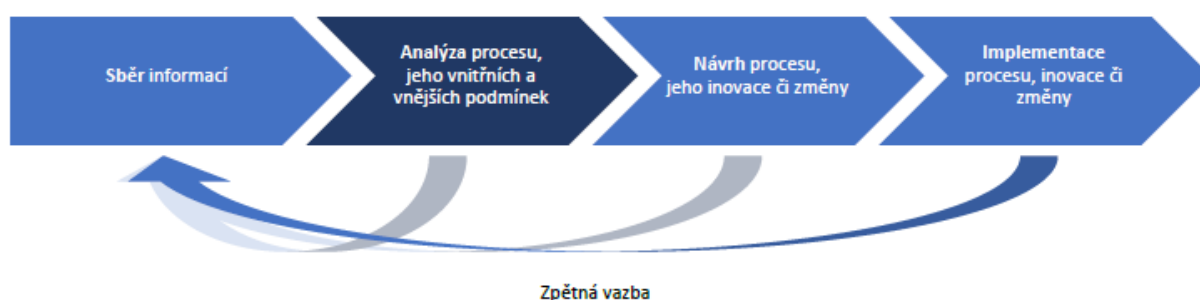 Sběr informací
Analýza procesu,
jeho vnitřních a
vnějších podmínek
Návrh procesu,
jeho inovace či změny
Implementace
procesu, inovace či
změny
Zpětná vazba